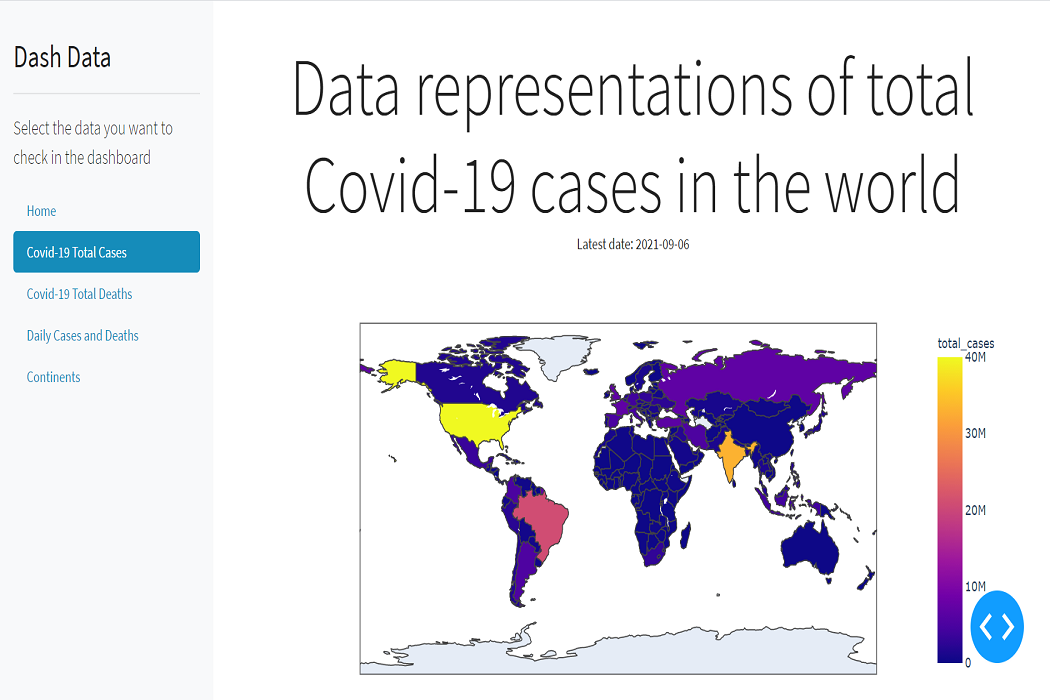 Dash Data
Select the data you want to
check in the dashboard
Home
Covid-19 Total Cases
Covid-19 Total Deaths
Daily Cases and Deaths
Continents
Data representations of total
Covid-19 cases in the world
Latest date: 2021-09-06
total_cases
40M
30M
20M
10M
0